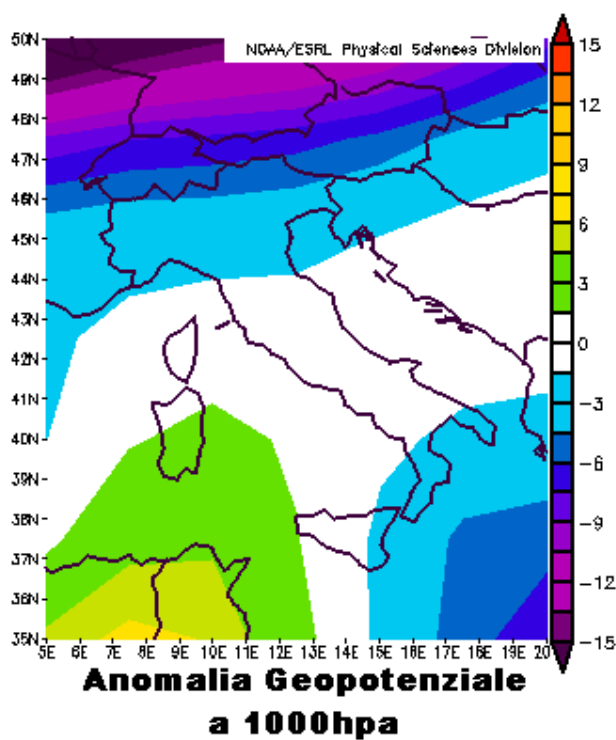 NOAA/ESRL Physical Sciences Division
50N
49N
48N
47N
46N
45N
44N
43N
42N
41N
40N
39N
38N
37N
36N
35N
5E 6E 7E 8E 9E 10E 11E 12E 13E 14E 15E 16E 17E 18E 19E 20
15
12
9
6
3
0
-3
-6
-9
-12
-15
Anomalia Geopotenziale
a 1000hpa